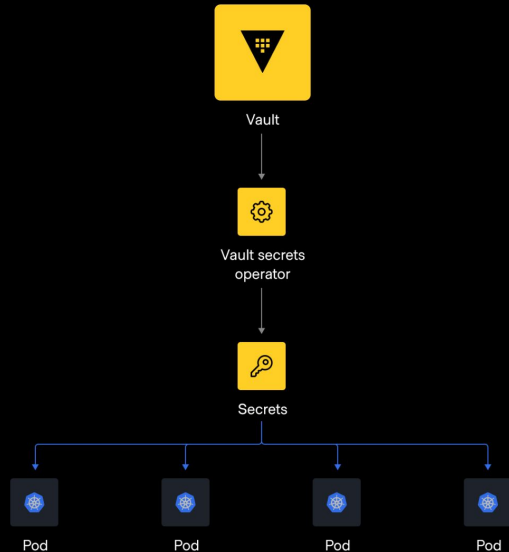 Vault
Vault secrets
operator
Secrets
Pod
Pod
Pod
Pod